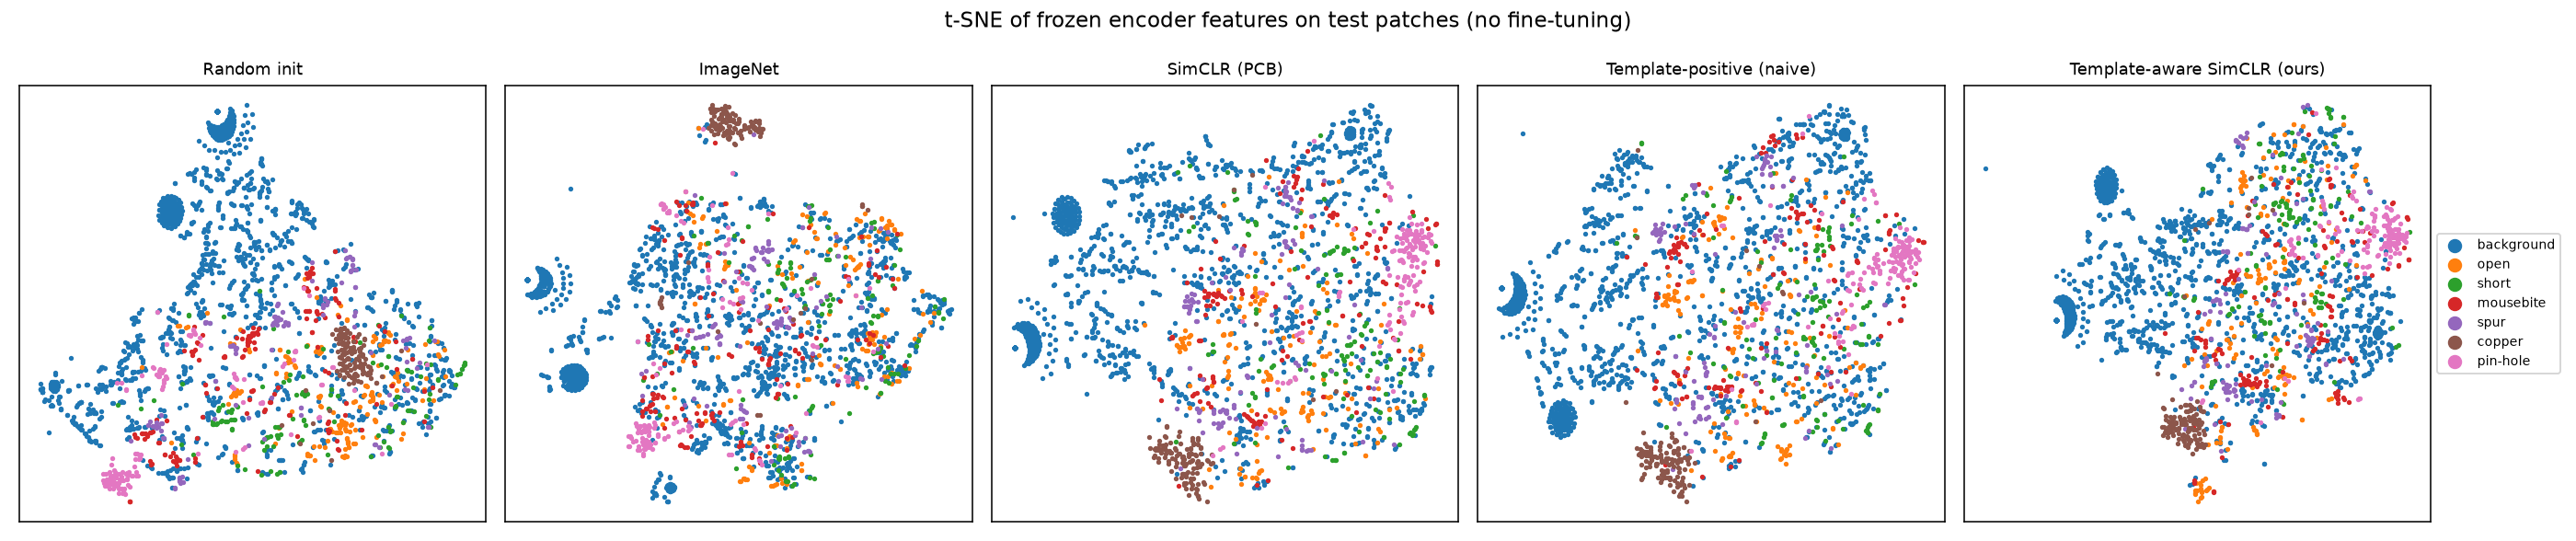 t-SNE of frozen encoder features on test patches (no fine-tuning)
Random init
ImageNet
SimCLR (PCB)
Template-positive (naive)
Template-aware SimCLR (ours)
background
open
short
mousebite
spur
copper
pin-hole